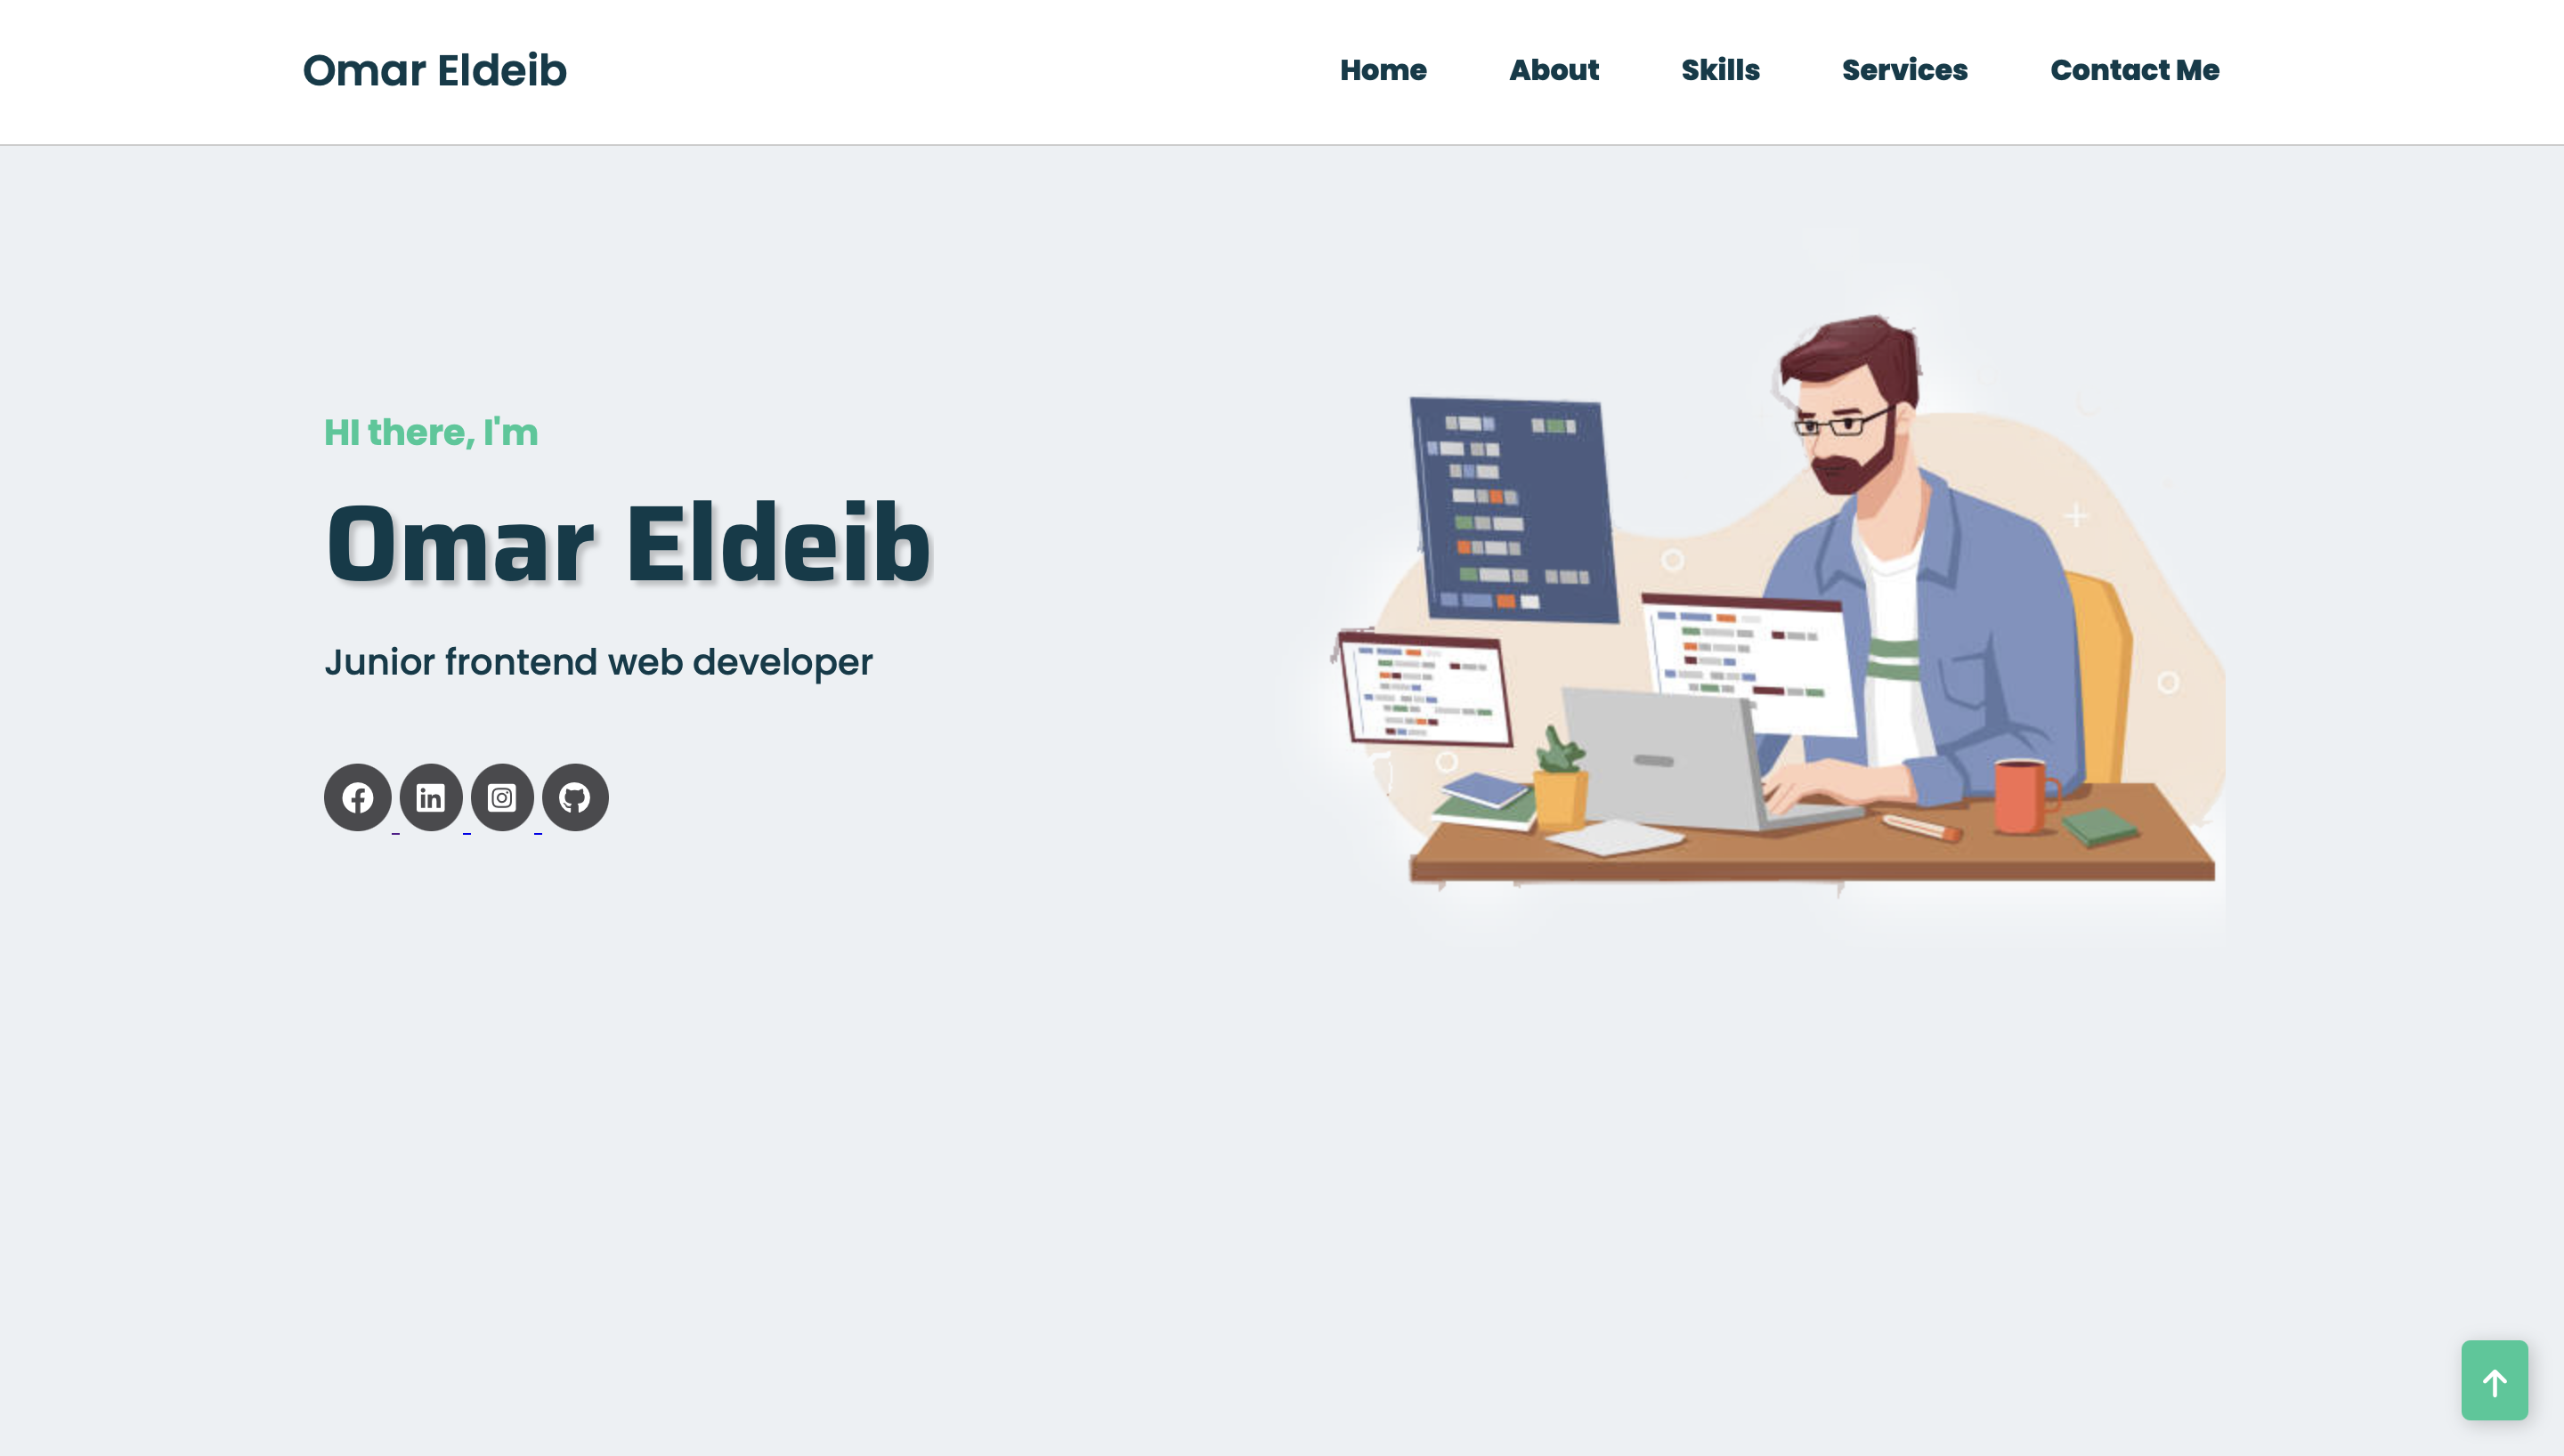 Omar Eldeib
Home About Skills Services Contact Me
HI there, I'm
Omar Eldeib
Junior frontend web developer